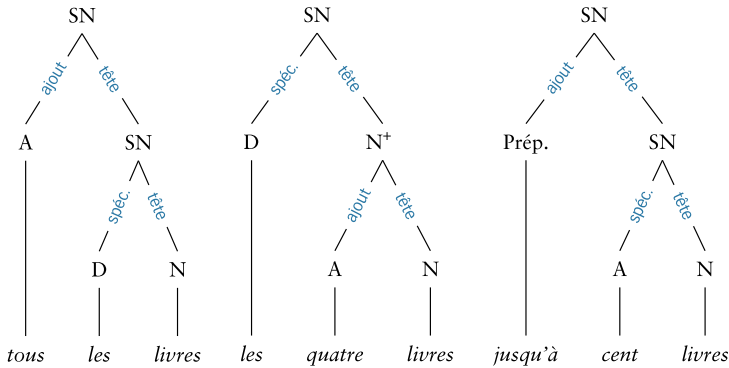 SN SN SN
ajout tête spéc. tête ajout tête
A SN D N+ Prép. SN
spéc. tête ajout tête spéc. tête
D N A N A N
tous les livres les quatre livres jusqu'à cent livres